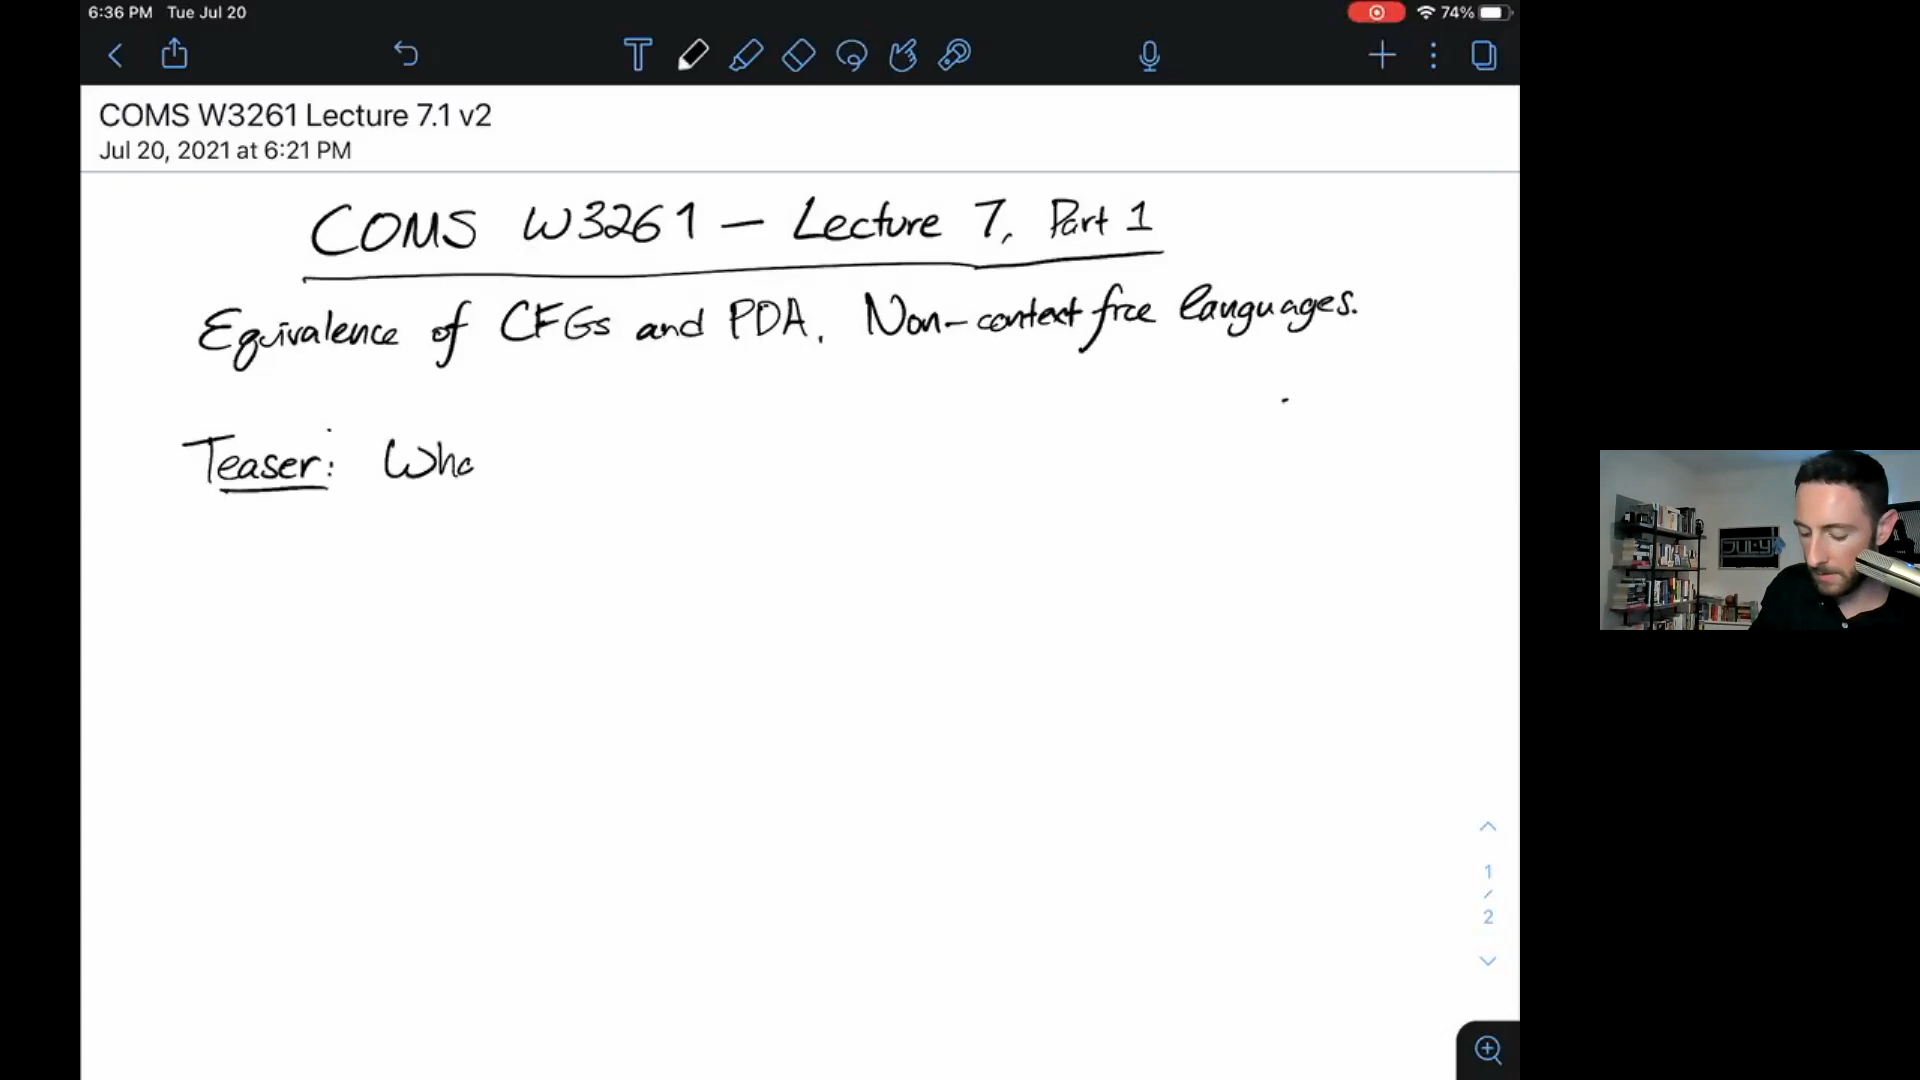 6:36 PM Tue Jul 20
74%
COMS W3261 Lecture 7.1 v2
Jul 20, 2021 at 6:21 PM
COMS W3261 — Lecture 7, Part 1
Equivalence of CFGs and PDA. Non-context free languages.
Teaser: Wha
JULY
1
/
2